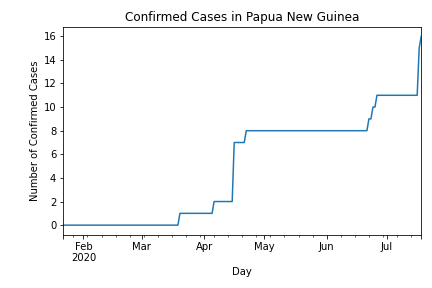 Confirmed Cases in Papua New Guinea
16
14
12
10
8
6
4
2
0
Number of Confirmed Cases
Feb Mar Apr May Jun Jul
2020
Day